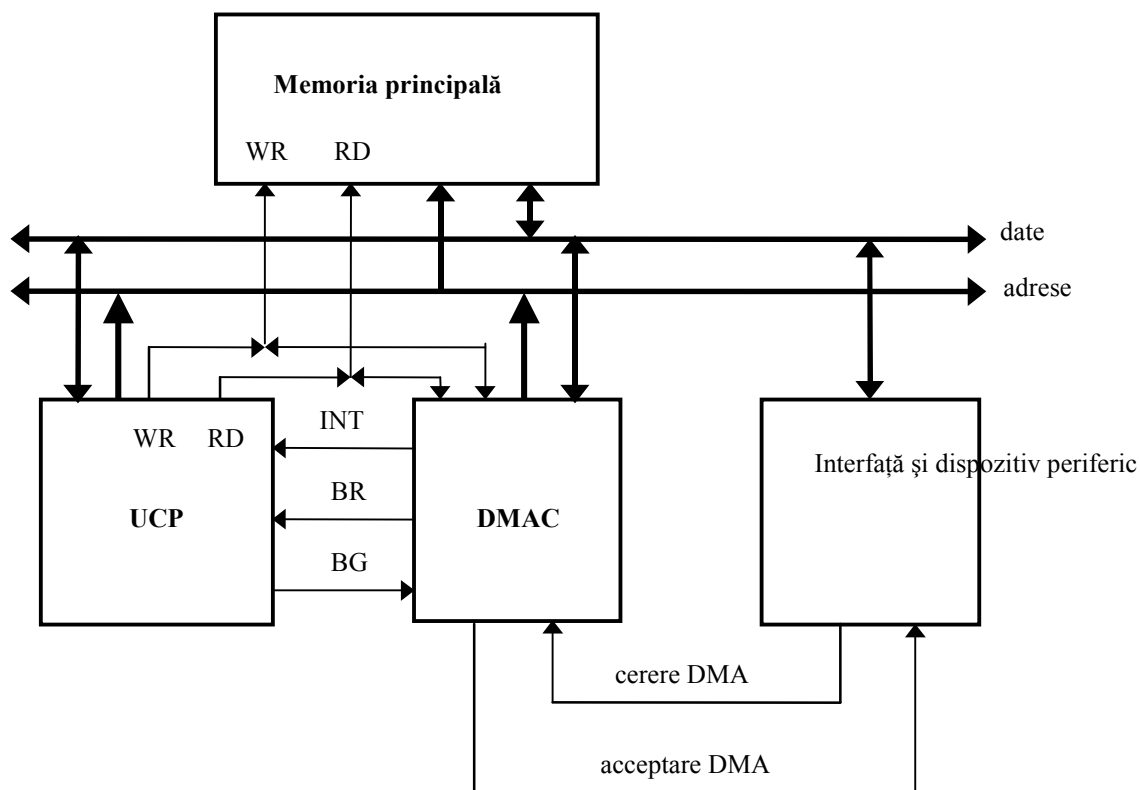 Memoria principală
WR RD
date
adrese
INT
WR RD
Interfață şi dispozitiv periferic
BR
UCP DMAC
BG
cerere DMA
acceptare DMA